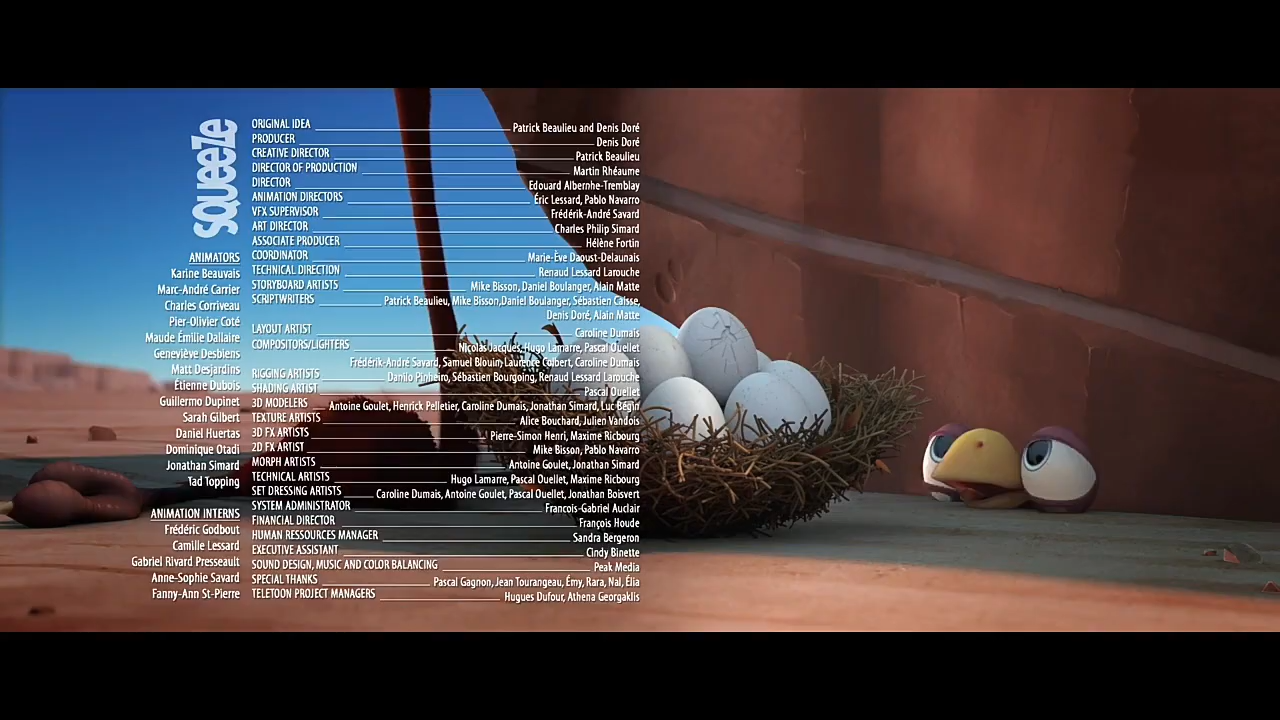 squeeze
ORIGINAL IDEA Patrick Beaulieu and Denis Doré
PRODUCER Denis Doré
CREATIVE DIRECTOR Patrick Beaulieu
DIRECTOR OF PRODUCTION Martin Rhéaume
DIRECTOR Edouard Albernhe-Tremblay
ANIMATION DIRECTORS Éric Lessard, Pablo Navarro
VFX SUPERVISOR Frédérik-André Savard
ART DIRECTOR Charles Philip Simard
ASSOCIATE PRODUCER Hélène Fortin
COORDINATOR Marie-Ève Daoust-Delaunais
TECHNICAL DIRECTION Renaud Lessard Larouche
STORYBOARD ARTISTS Mike Bisson, Daniel Boulanger, Alain Matte
SCRIPTWRITERS Patrick Beaulieu, Mike Bisson,Daniel Boulanger, Sébastien Caisse,
Denis Doré, Alain Matte
LAYOUT ARTIST Caroline Dumais
COMPOSITORS/LIGHTERS Nicolas Jacques, Hugo Lamarre, Pascal Ouellet
Frédérik-André Savard, Samuel Blouin, Laurence Colbert, Caroline Dumais
RIGGING ARTISTS Danilo Pinheiro, Sébastien Bourgoing, Renaud Lessard Larouche
SHADING ARTIST Pascal Ouellet
3D MODELERS Antoine Goulet, Henrick Pelletier, Caroline Dumais, Jonathan Simard, Luc Bégin
TEXTURE ARTISTS Alice Bouchard, Julien Vandois
3D FX ARTISTS Pierre-Simon Henri, Maxime Ricbourg
2D FX ARTIST Mike Bisson, Pablo Navarro
MORPH ARTISTS Antoine Goulet, Jonathan Simard
TECHNICAL ARTISTS Hugo Lamarre, Pascal Ouellet, Maxime Ricbourg
SET DRESSING ARTISTS Caroline Dumais, Antoine Goulet, Pascal Ouellet, Jonathan Boisvert
SYSTEM ADMINISTRATOR Francois-Gabriel Auclair
FINANCIAL DIRECTOR François Houde
HUMAN RESSOURCES MANAGER Sandra Bergeron
EXECUTIVE ASSISTANT Cindy Binette
SOUND DESIGN, MUSIC AND COLOR BALANCING Peak Media
SPECIAL THANKS Pascal Gagnon, Jean Tourangeau, Émy, Rara, Nal, Élia
TELETOON PROJECT MANAGERS Hugues Dufour, Athena Georgaklis
ANIMATORS
Karine Beauvais
Marc-André Carrier
Charles Corriveau
Pier-Olivier Coté
Maude Émilie Dallaire
Geneviève Desbiens
Matt Desjardins
Étienne Dubois
Guillermo Dupinet
Sarah Gilbert
Daniel Huertas
Dominique Otadi
Jonathan Simard
Tad Topping
ANIMATION INTERNS
Frédéric Godbout
Camille Lessard
Gabriel Rivard Presseault
Anne-Sophie Savard
Fanny-Ann St-Pierre